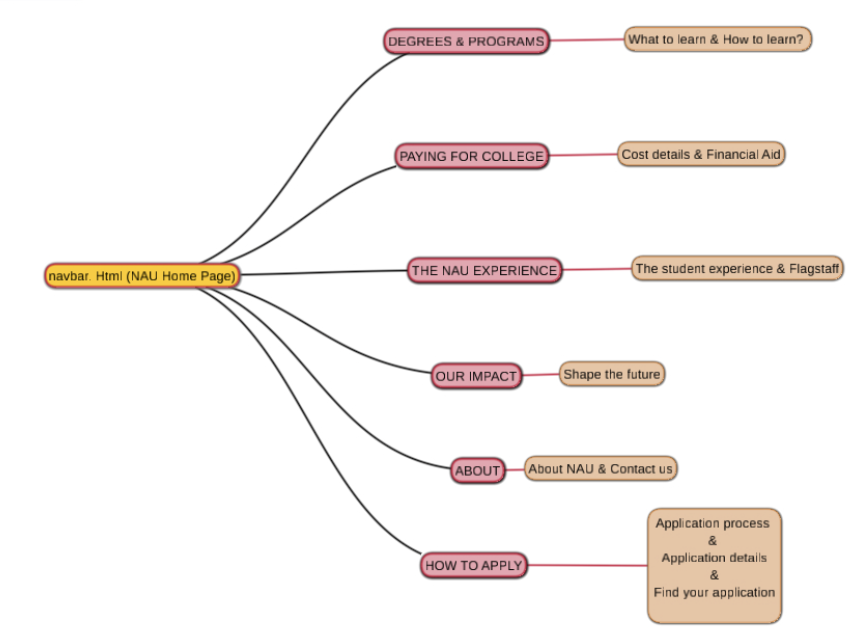 DEGREES & PROGRAMS
What to learn & How to learn?
PAYING FOR COLLEGE
Cost details & Financial Aid
navbar. Html (NAU Home Page)
THE NAU EXPERIENCE
The student experience & Flagstaff
OUR IMPACT
Shape the future
ABOUT
About NAU & Contact us
HOW TO APPLY
Application process
&
Application details
&
Find your application